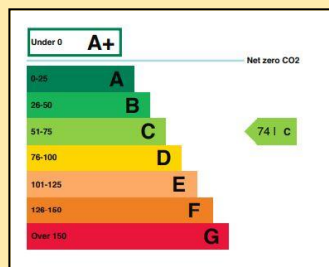 Under 0 A+
Net zero CO2
0-25 A
26-50 B
51-75 C
74 | C
76-100 D
101-125 E
126-150 F
Over 150 G